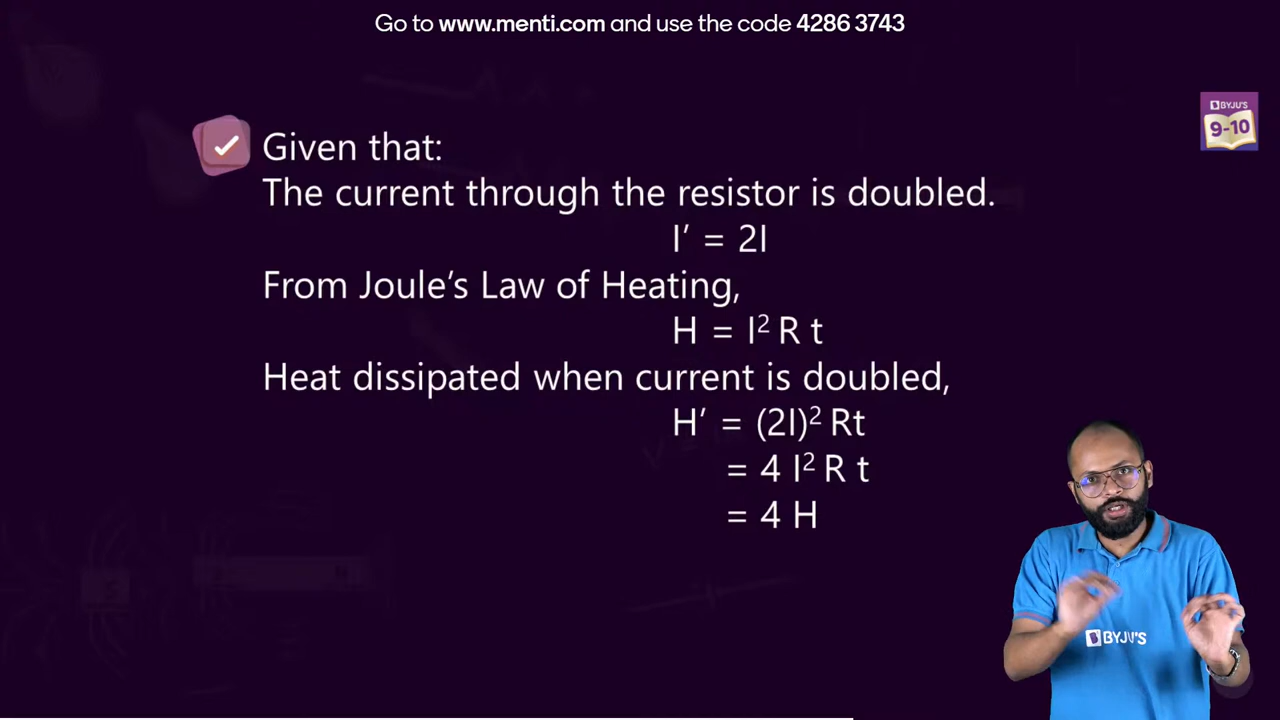 Go to www.menti.com and use the code 4286 3743
BYJU'S
9-10
Given that:
The current through the resistor is doubled.
I′ = 2I
From Joule's Law of Heating,
H = I² R t
Heat dissipated when current is doubled,
H′ = (2I)² Rt
= 4 I² R t
= 4 H
BYJU'S